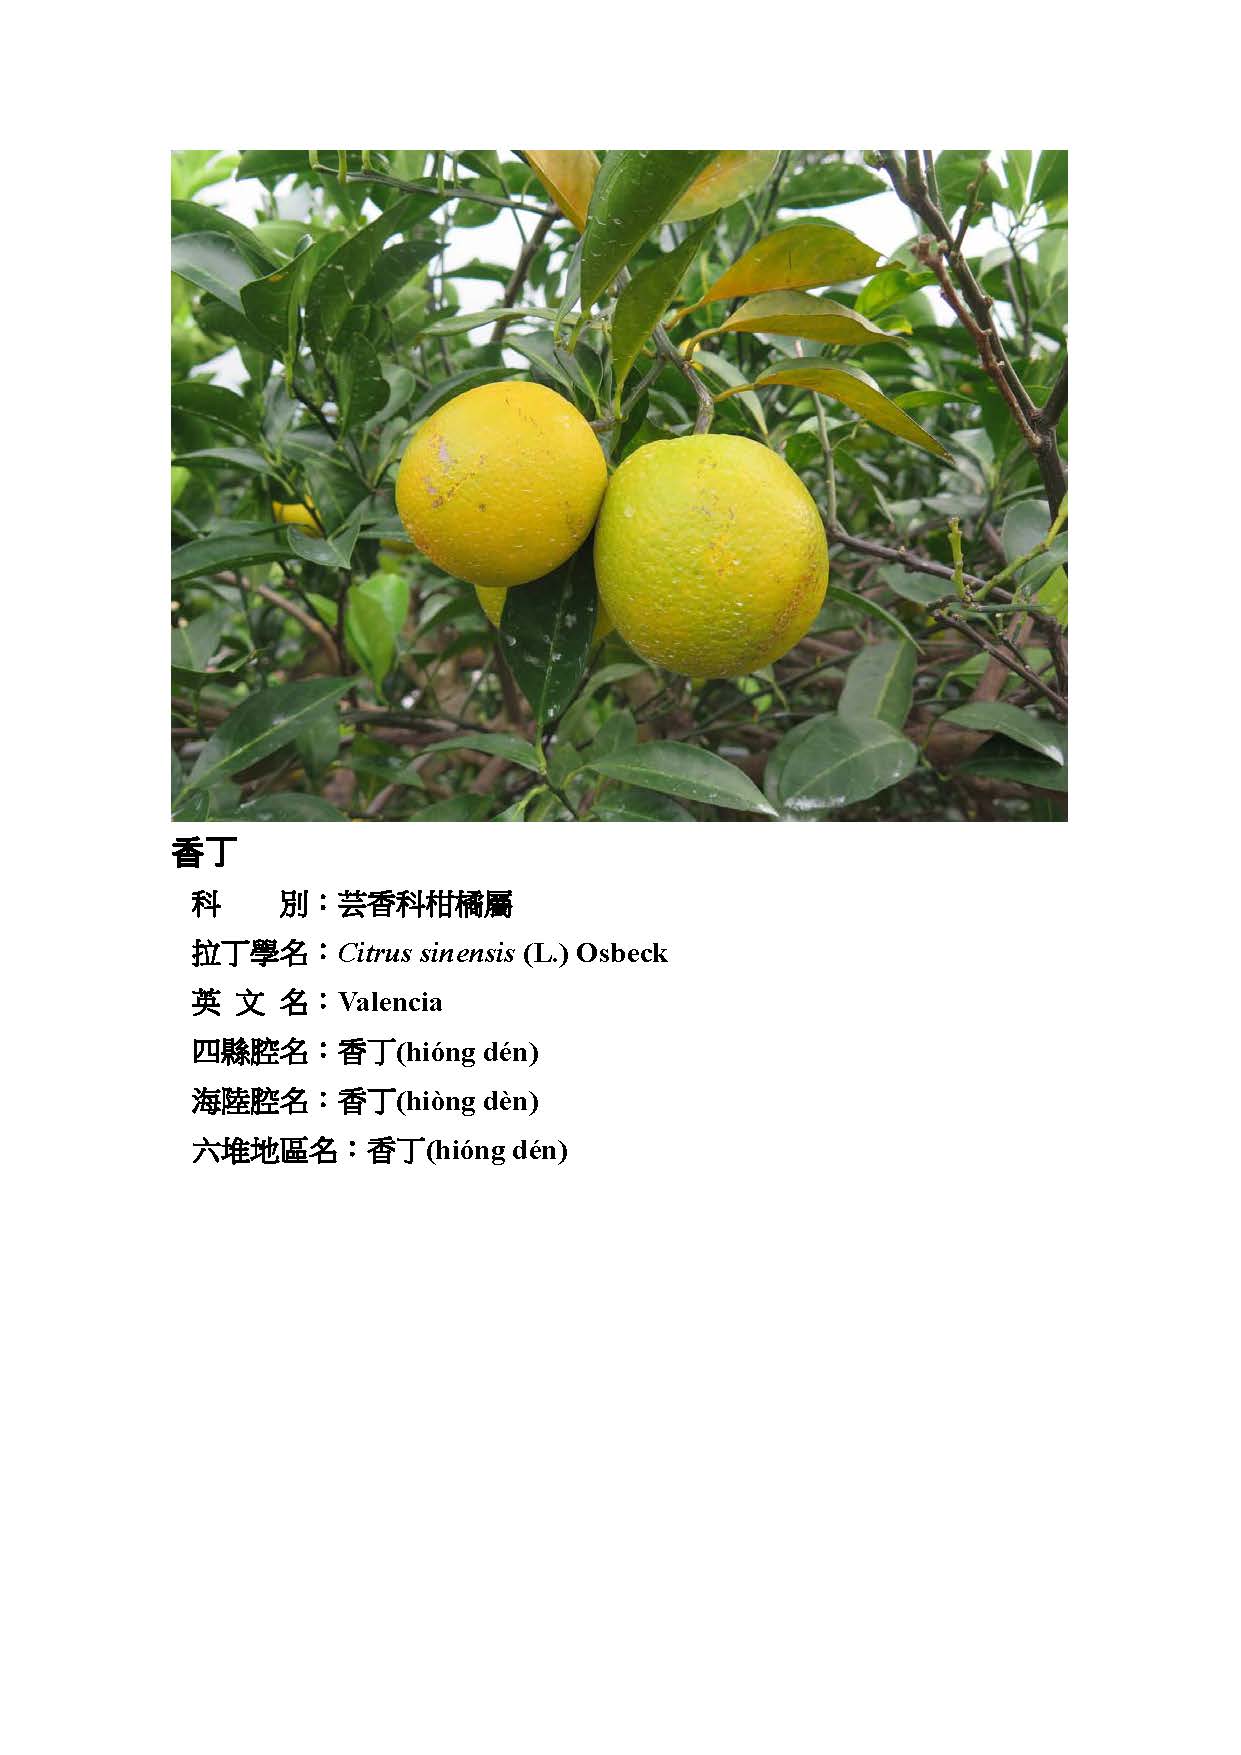 香丁
科　　別：芸香科柑橘屬
拉丁學名：Citrus sinensis (L.) Osbeck
英 文 名：Valencia
四縣腔名：香丁(hióng dén)
海陸腔名：香丁(hiòng dèn)
六堆地區名：香丁(hióng dén)